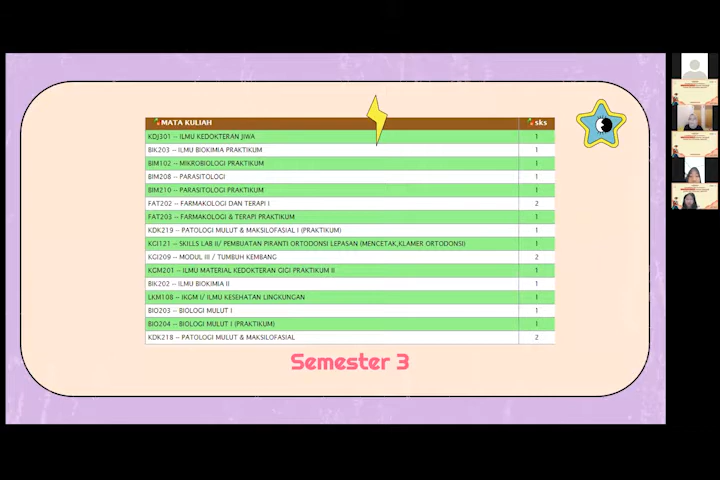 MATA KULIAH sks
KDJ301 -- ILMU KEDOKTERAN JIWA 1
BIK203 -- ILMU BIOKIMIA PRAKTIKUM 1
BIM102 -- MIKROBIOLOGI PRAKTIKUM 1
BIM208 -- PARASITOLOGI 1
BIM210 -- PARASITOLOGI PRAKTIKUM 1
FAT202 -- FARMAKOLOGI DAN TERAPI I 2
FAT203 -- FARMAKOLOGI & TERAPI PRAKTIKUM 1
KDK219 -- PATOLOGI MULUT & MAKSILOFASIAL I (PRAKTIKUM) 1
KGI121 -- SKILLS LAB II/ PEMBUATAN PIRANTI ORTODONSI LEPASAN (MENCETAK,KLAMER ORTODONSI) 1
KGI209 -- MODUL III / TUMBUH KEMBANG 2
KGM201 -- ILMU MATERIAL KEDOKTERAN GIGI PRAKTIKUM II 1
BIK202 -- ILMU BIOKIMIA II 1
LKM108 -- IKGM I/ ILMU KESEHATAN LINGKUNGAN 1
BIO203 -- BIOLOGI MULUT I 1
BIO204 -- BIOLOGI MULUT I (PRAKTIKUM) 1
KDK218 -- PATOLOGI MULUT & MAKSILOFASIAL 2
Semester 3